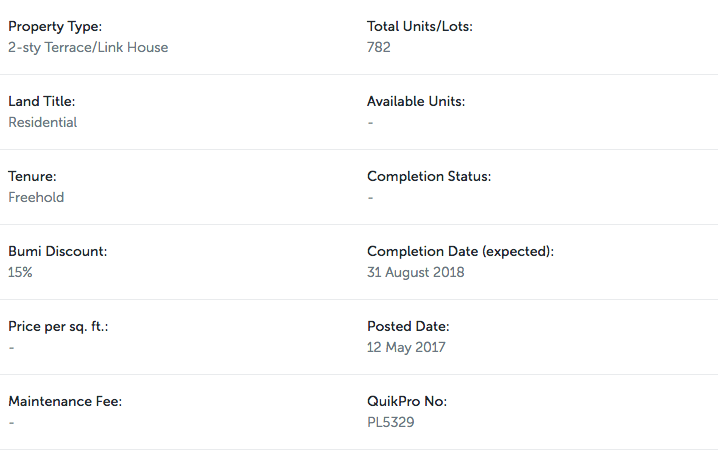 Property Type:
2-sty Terrace/Link House
Total Units/Lots:
782
Land Title:
Residential
Available Units:
-
Tenure:
Freehold
Completion Status:
-
Bumi Discount:
15%
Completion Date (expected):
31 August 2018
Price per sq. ft.:
-
Posted Date:
12 May 2017
Maintenance Fee:
-
QuikPro No:
PL5329